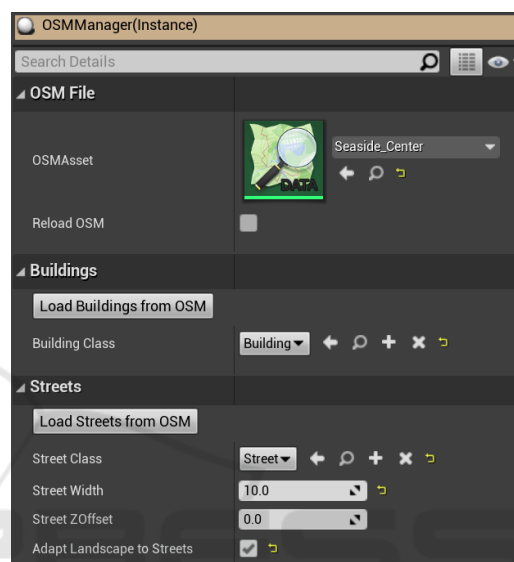 OSMManager(Instance)
Search Details
OSM File
OSMAsset
Seaside_Center
DATA
Reload OSM
Buildings
Load Buildings from OSM
Building Class
Building
Streets
Load Streets from OSM
Street Class
Street
Street Width
10.0
Street ZOffset
0.0
Adapt Landscape to Streets